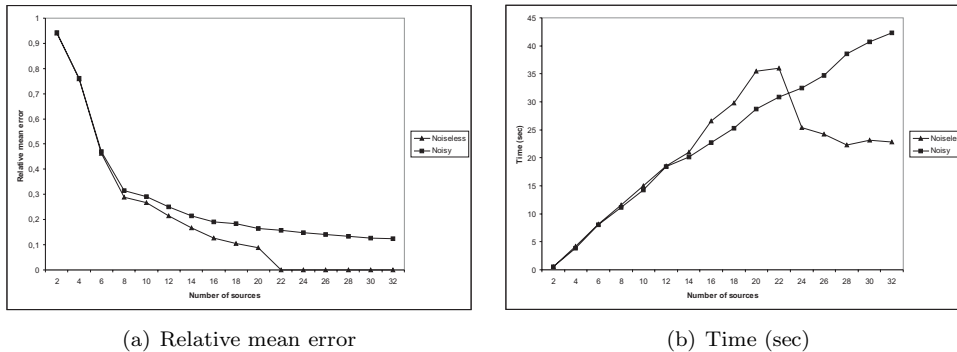 1
0,9
0,8
0,7
0,6
0,5
0,4
0,3
0,2
0,1
0
Relative mean error
2 4 6 8 10 12 14 16 18 20 22 24 26 28 30 32
Number of sources
Noiseless
Noisy
(a) Relative mean error
45
40
35
30
25
20
15
10
5
0
Time (sec)
2 4 6 8 10 12 14 16 18 20 22 24 26 28 30 32
Number of sources
Noiseles
Noisy
(b) Time (sec)